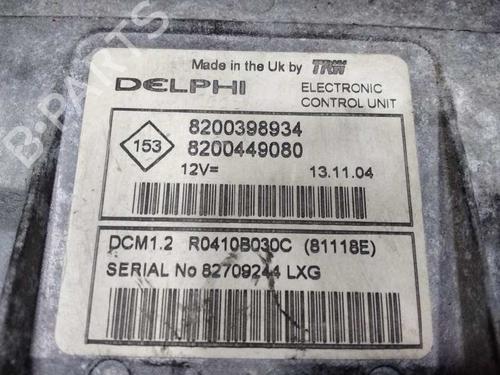 Made in the Uk by TRW
DELPHI
ELECTRONIC
CONTROL UNIT
153
8200398934
8200449080
12V=
13.11.04
DCM1.2 R0410B030C (81118E)
SERIAL No 82709244 LXG
B-PARTS